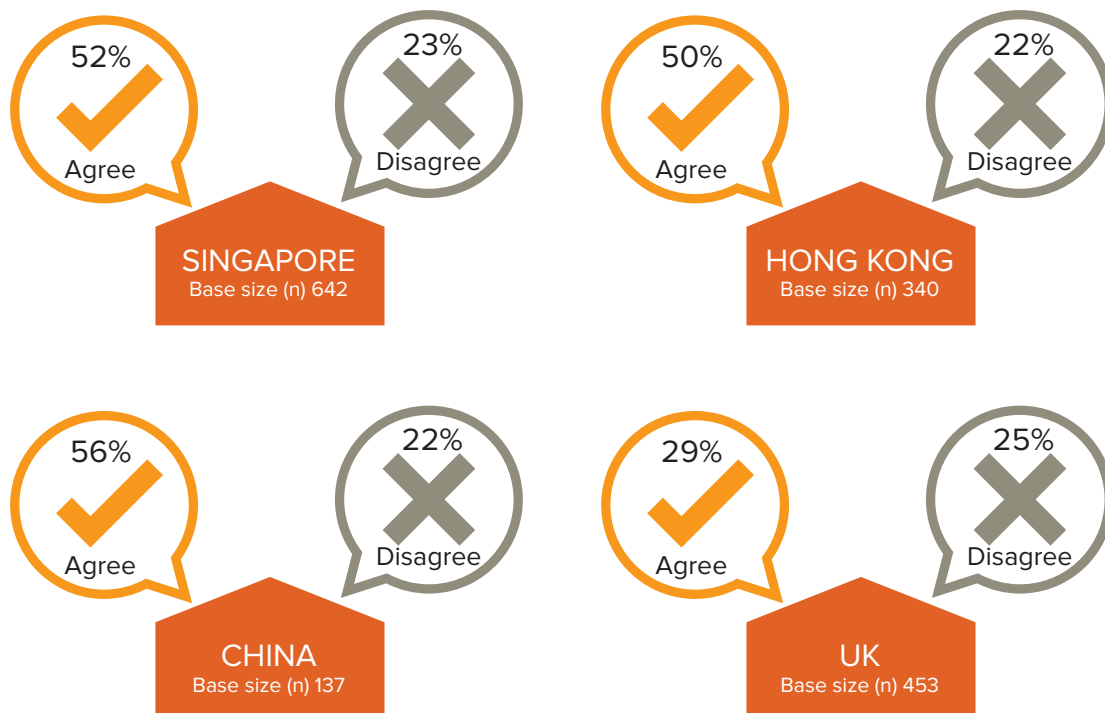 52%
Agree
23%
Disagree
SINGAPORE
Base size (n) 642
50%
Agree
22%
Disagree
HONG KONG
Base size (n) 340
56%
Agree
22%
Disagree
CHINA
Base size (n) 137
29%
Agree
25%
Disagree
UK
Base size (n) 453